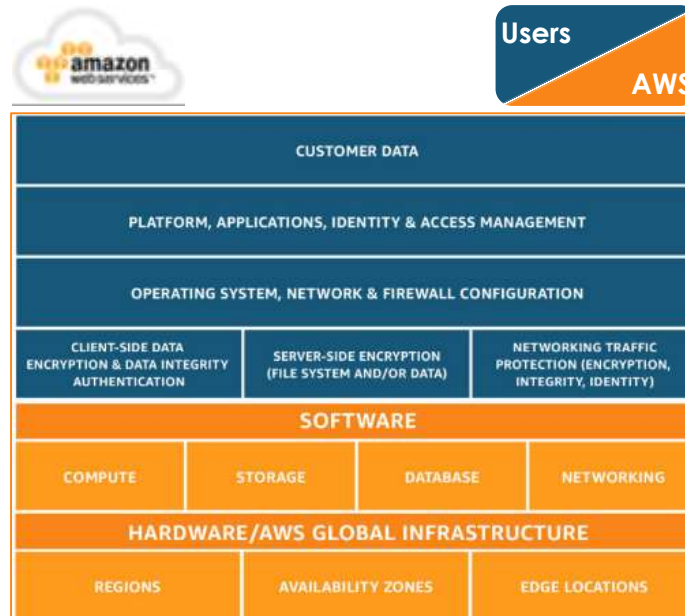 amazon
webservices™
Users
AWS
CUSTOMER DATA
PLATFORM, APPLICATIONS, IDENTITY & ACCESS MANAGEMENT
OPERATING SYSTEM, NETWORK & FIREWALL CONFIGURATION
CLIENT-SIDE DATA
ENCRYPTION & DATA INTEGRITY
AUTHENTICATION
SERVER-SIDE ENCRYPTION
(FILE SYSTEM AND/OR DATA)
NETWORKING TRAFFIC
PROTECTION (ENCRYPTION,
INTEGRITY, IDENTITY)
SOFTWARE
COMPUTE
STORAGE
DATABASE
NETWORKING
HARDWARE/AWS GLOBAL INFRASTRUCTURE
REGIONS
AVAILABILITY ZONES
EDGE LOCATIONS